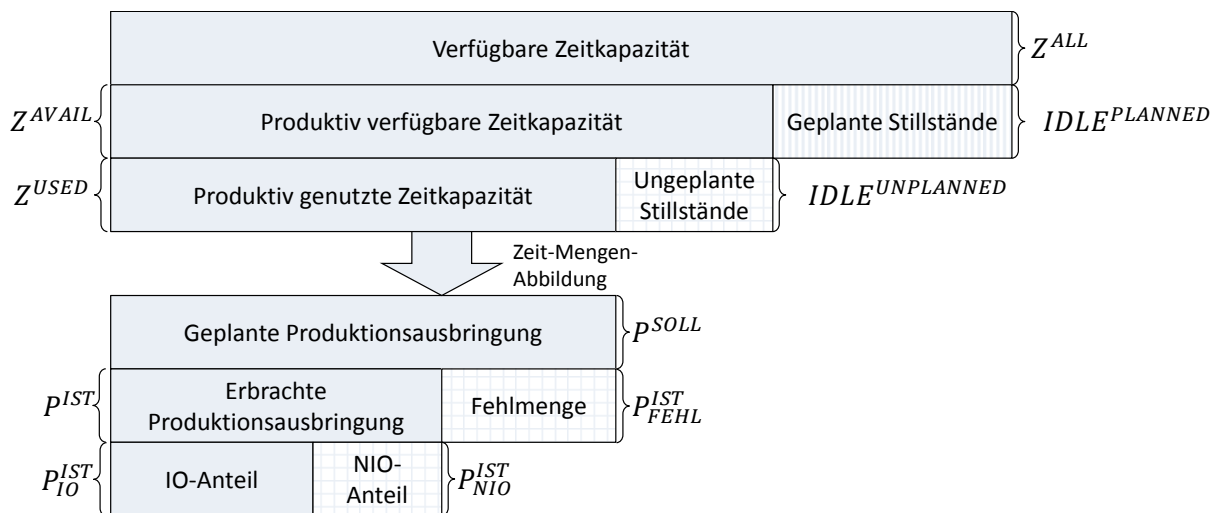 Verfügbare Zeitkapazität
Z^ALL
Z^AVAIL
Produktiv verfügbare Zeitkapazität
Geplante Stillstände
IDLE^PLANNED
Z^USED
Produktiv genutzte Zeitkapazität
Ungeplante
Stillstände
IDLE^UNPLANNED
Zeit-Mengen-
Abbildung
Geplante Produktionsausbringung
P^SOLL
P^IST
Erbrachte
Produktionsausbringung
Fehlmenge
P^IST_FEHL
P^IST_IO
IO-Anteil
NIO-
Anteil
P^IST_NIO